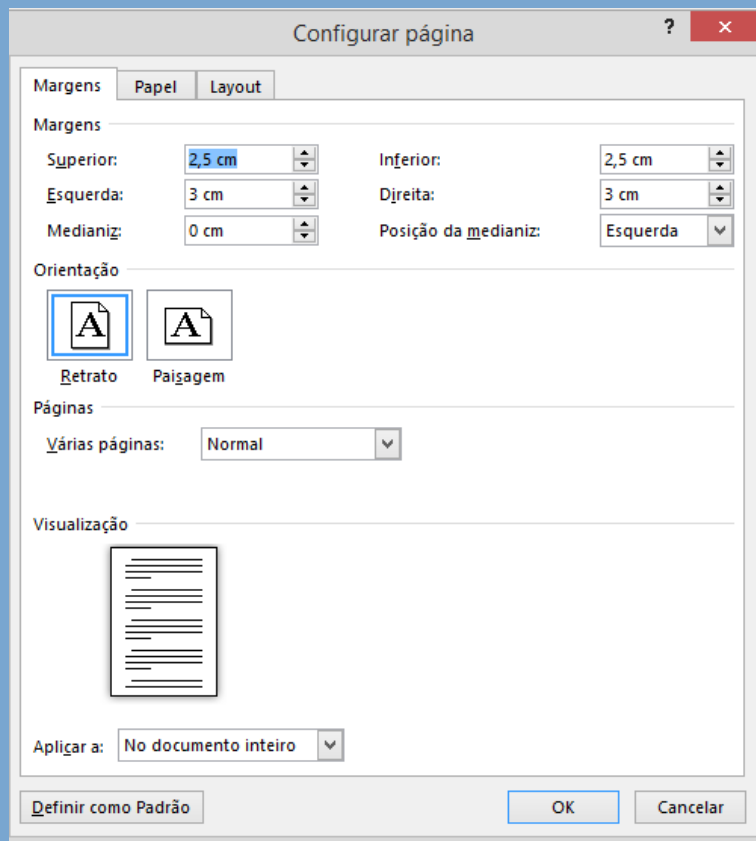 Configurar página ?
Margens Papel Layout
Margens
Superior: 2,5 cm Inferior: 2,5 cm
Esquerda: 3 cm Direita: 3 cm
Medianiz: 0 cm Posição da medianiz: Esquerda
Orientação
A A
Retrato Paisagem
Páginas
Várias páginas: Normal
Visualização
Aplicar a: No documento inteiro
Definir como Padrão OK Cancelar